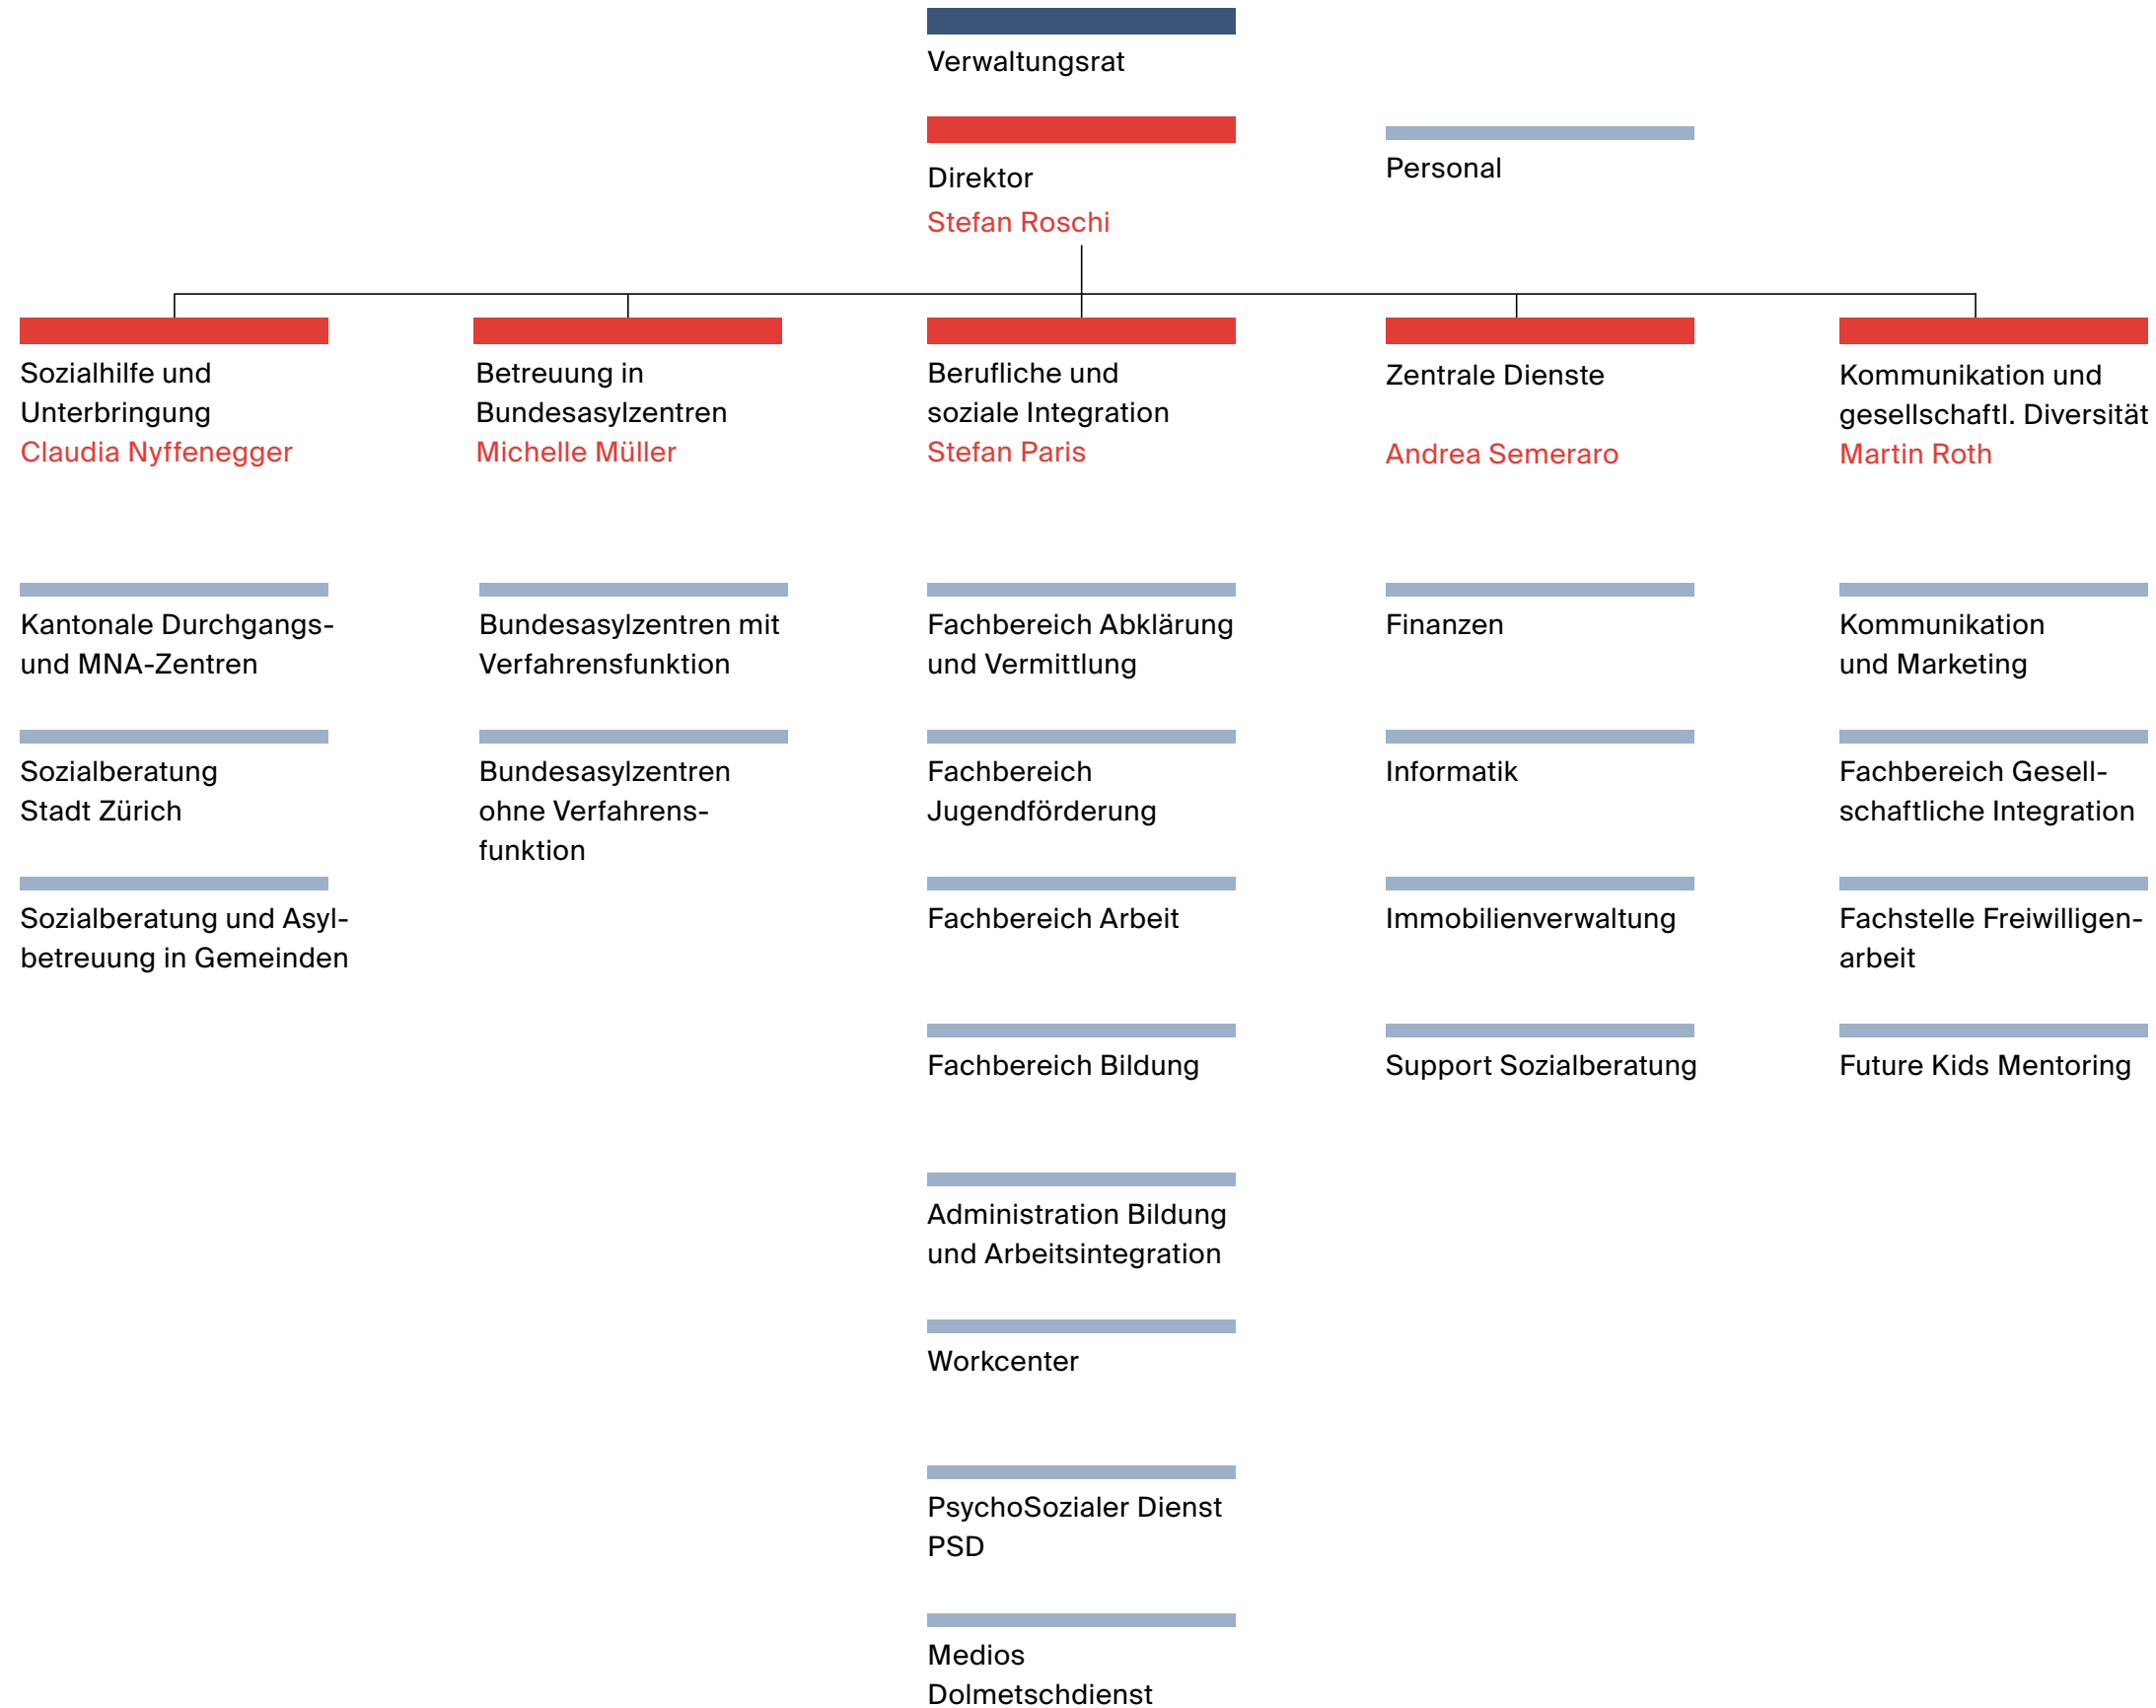 Verwaltungsrat
Direktor
Stefan Roschi
Personal
Sozialhilfe und
Unterbringung
Claudia Nyffenegger
Betreuung in
Bundesasylzentren
Michelle Müller
Berufliche und
soziale Integration
Stefan Paris
Zentrale Dienste
Andrea Semeraro
Kommunikation und
gesellschaftl. Diversität
Martin Roth
Kantonale Durchgangs-
und MNA-Zentren
Sozialberatung
Stadt Zürich
Sozialberatung und Asyl-
betreuung in Gemeinden
Bundesasylzentren mit
Verfahrensfunktion
Bundesasylzentren
ohne Verfahrens-
funktion
Fachbereich Abklärung
und Vermittlung
Fachbereich
Jugendförderung
Fachbereich Arbeit
Fachbereich Bildung
Administration Bildung
und Arbeitsintegration
Workcenter
PsychoSozialer Dienst
PSD
Medios
Dolmetschdienst
Finanzen
Informatik
Immobilienverwaltung
Support Sozialberatung
Kommunikation
und Marketing
Fachbereich Gesell-
schaftliche Integration
Fachstelle Freiwilligen-
arbeit
Future Kids Mentoring